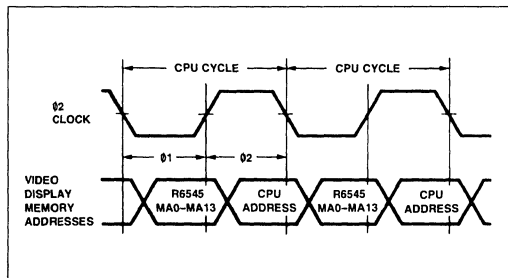 CPU CYCLE CPU CYCLE
Ø2
CLOCK
Ø1 Ø2
VIDEO
DISPLAY
MEMORY
ADDRESSES
R6545
MA0–MA13
CPU
ADDRESS
R6545
MA0–MA13
CPU
ADDRESS